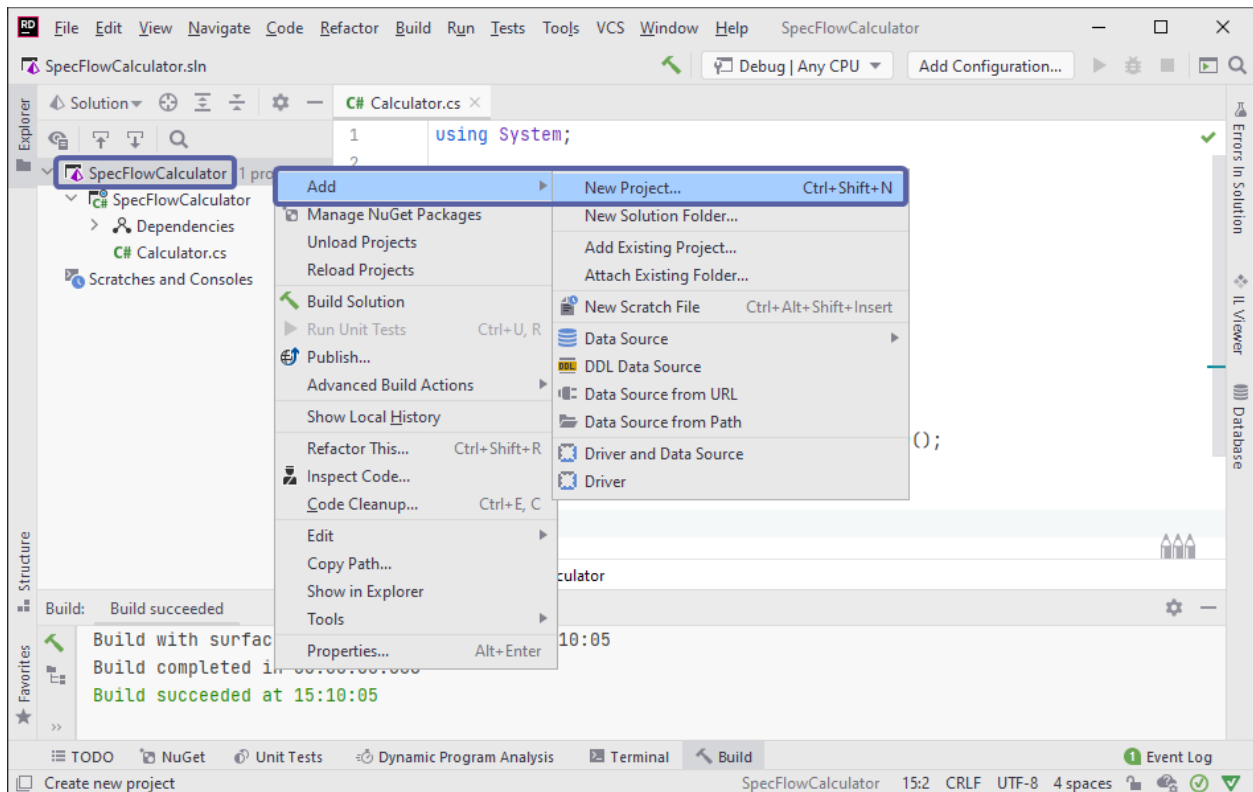 RD File Edit View Navigate Code Refactor Build Run Tests Tools VCS Window Help SpecFlowCalculator
SpecFlowCalculator.sln Debug | Any CPU Add Configuration...
Explorer
Solution
C# Calculator.cs
1 using System;
2
SpecFlowCalculator 1 pro
C# SpecFlowCalculator
Dependencies
C# Calculator.cs
Scratches and Consoles
Add
Manage NuGet Packages
Unload Projects
Reload Projects
Build Solution
Run Unit Tests Ctrl+U, R
Publish...
Advanced Build Actions
Show Local History
Refactor This... Ctrl+Shift+R
Inspect Code...
Code Cleanup... Ctrl+E, C
Edit
Copy Path...
Show in Explorer
Tools
Properties... Alt+Enter
New Project... Ctrl+Shift+N
New Solution Folder...
Add Existing Project...
Attach Existing Folder...
New Scratch File Ctrl+Alt+Shift+Insert
Data Source
DDL DDL Data Source
Data Source from URL
Data Source from Path
Driver and Data Source
Driver
();
culator
Errors In Solution
IL Viewer
Database
Structure
Favorites
Build: Build succeeded
Build with surfac 10:05
Build completed in
Build succeeded at 15:10:05
TODO NuGet Unit Tests Dynamic Program Analysis Terminal Build 1 Event Log
Create new project SpecFlowCalculator 15:2 CRLF UTF-8 4 spaces